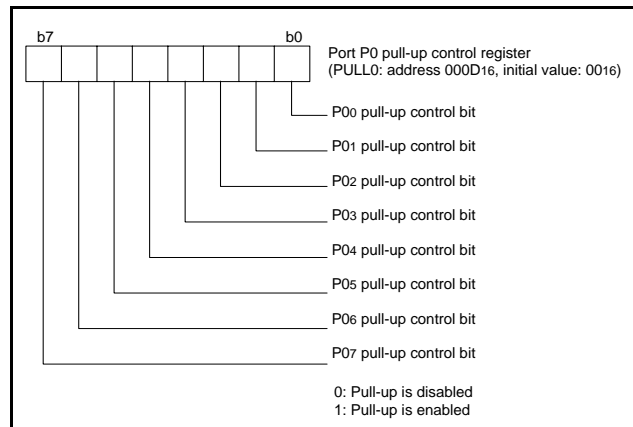 b7
b0
Port P0 pull-up control register
(PULL0: address 000D16, initial value: 0016)
P00 pull-up control bit
P01 pull-up control bit
P02 pull-up control bit
P03 pull-up control bit
P04 pull-up control bit
P05 pull-up control bit
P06 pull-up control bit
P07 pull-up control bit
0: Pull-up is disabled
1: Pull-up is enabled